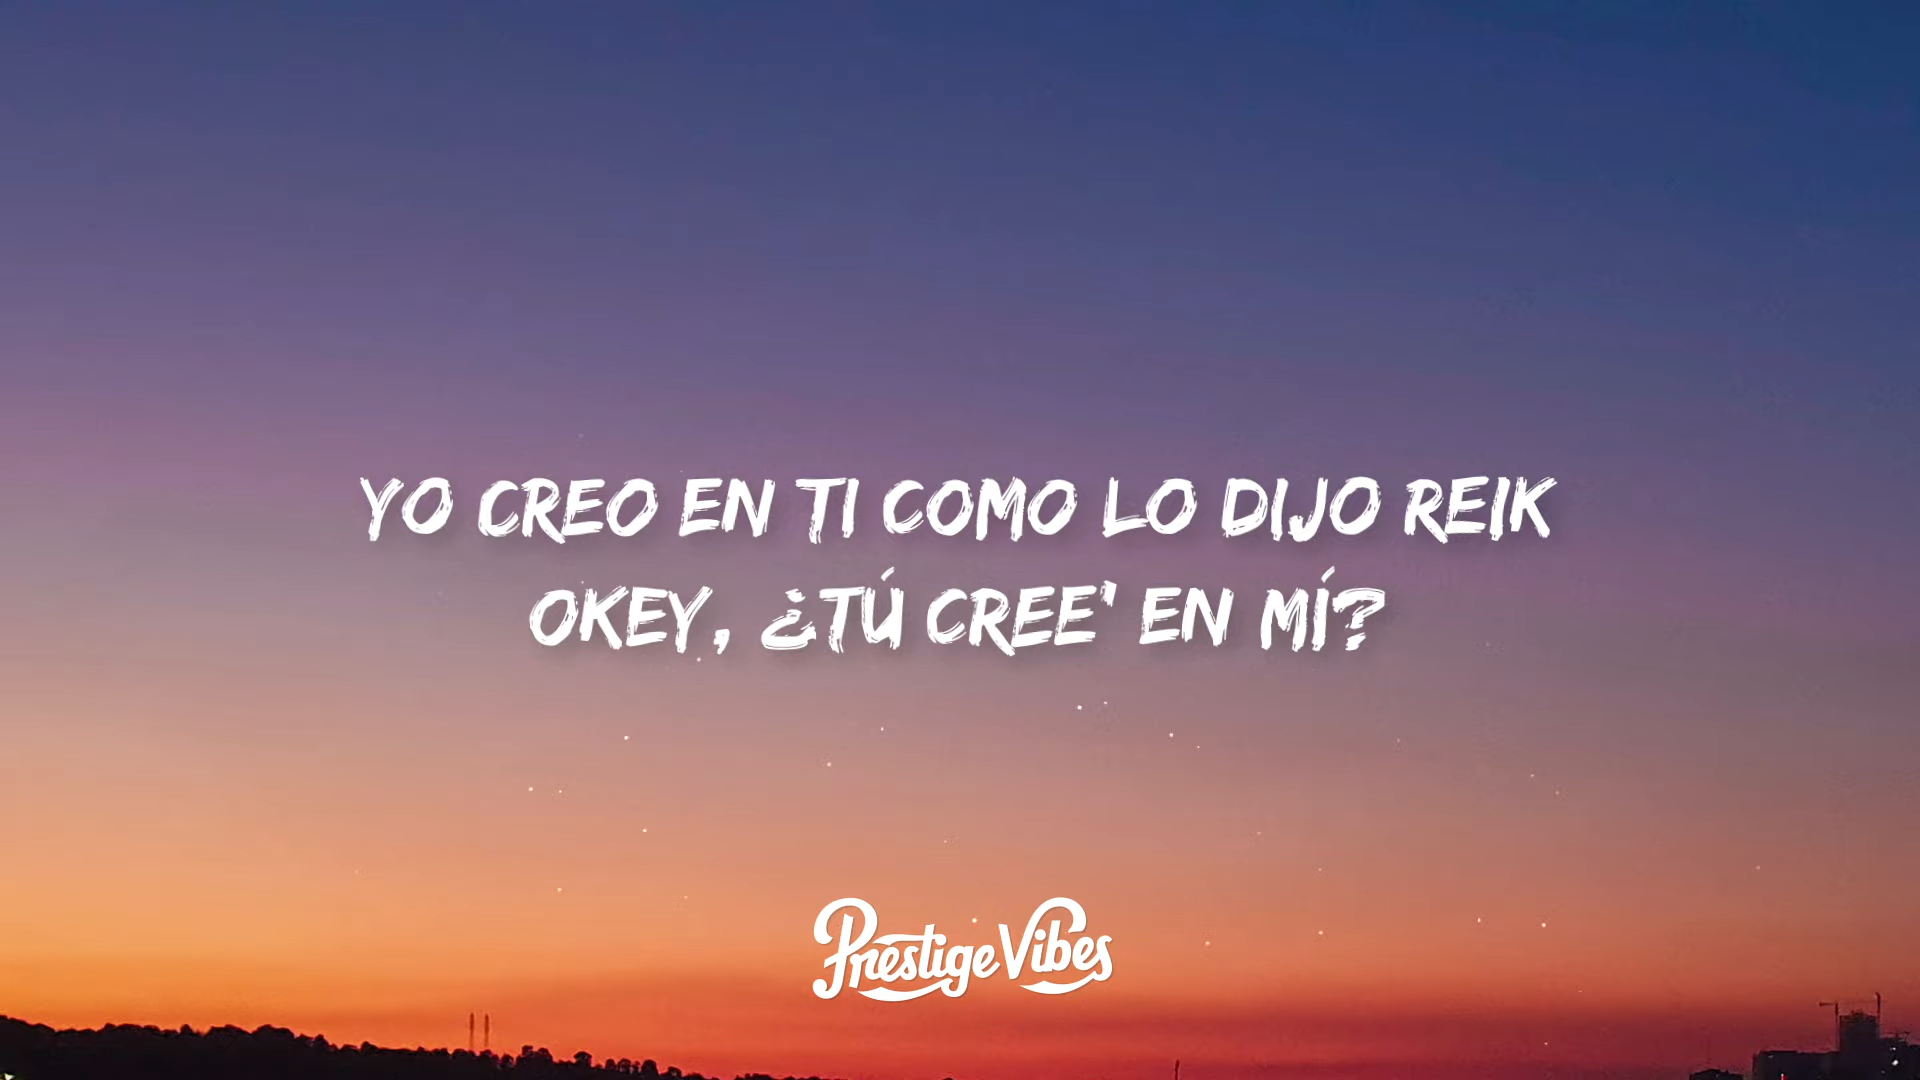 YO CREO EN TI COMO LO DIJO REIK
OKEY, ¿TÚ CREE' EN MÍ?
Prestige Vibes